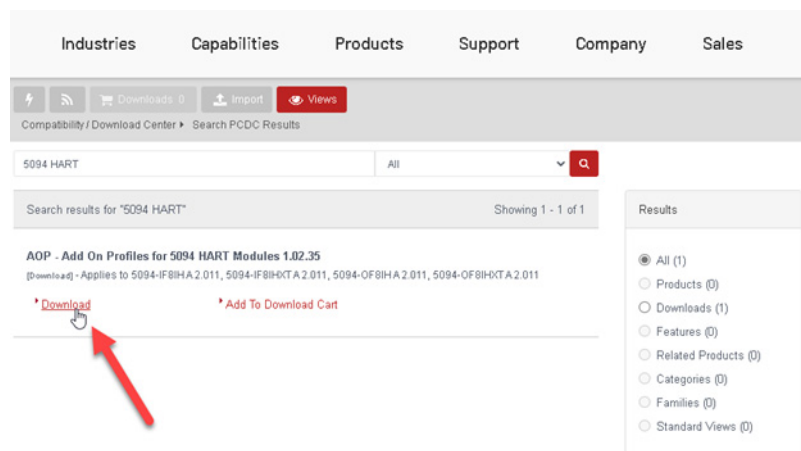 Industries Capabilities Products Support Company Sales
Downloads 0 Import Views
Compatibility / Download Center Search PCDC Results
5094 HART All
Search results for "5094 HART" Showing 1 - 1 of 1
AOP - Add On Profiles for 5094 HART Modules 1.02.35
[Download] - Applies to 5094-IF8IH A 2.011, 5094-IF8IHXT A 2.011, 5094-OF8IH A 2.011, 5094-OF8IHXT A 2.011
Download Add To Download Cart
Results
All (1)
Products (0)
Downloads (1)
Features (0)
Related Products (0)
Categories (0)
Families (0)
Standard Views (0)